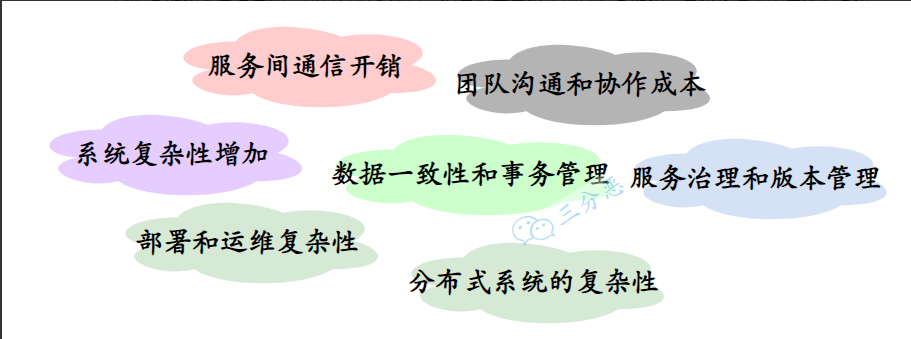 服务间通信开销
团队沟通和协作成本
系统复杂性增加
数据一致性和事务管理
服务治理和版本管理
三分恶
部署和运维复杂性
分布式系统的复杂性